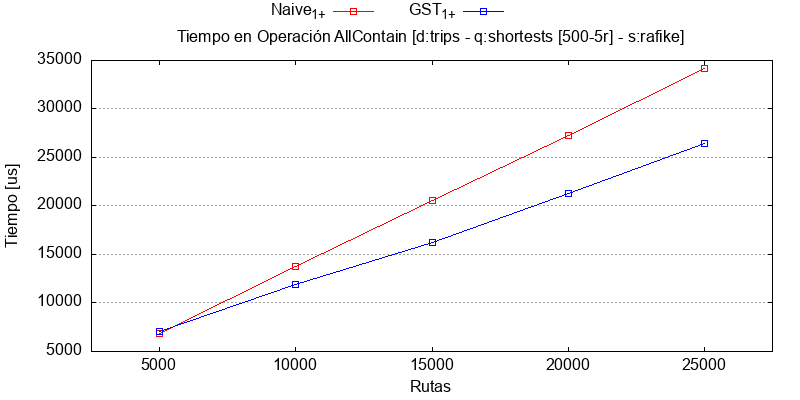 Naive1+ GST1+
Tiempo en Operación AllContain [d:trips - q:shortests [500-5r] - s:rafike]
35000
30000
25000
20000
15000
10000
5000
Tiempo [us]
5000 10000 15000 20000 25000
Rutas